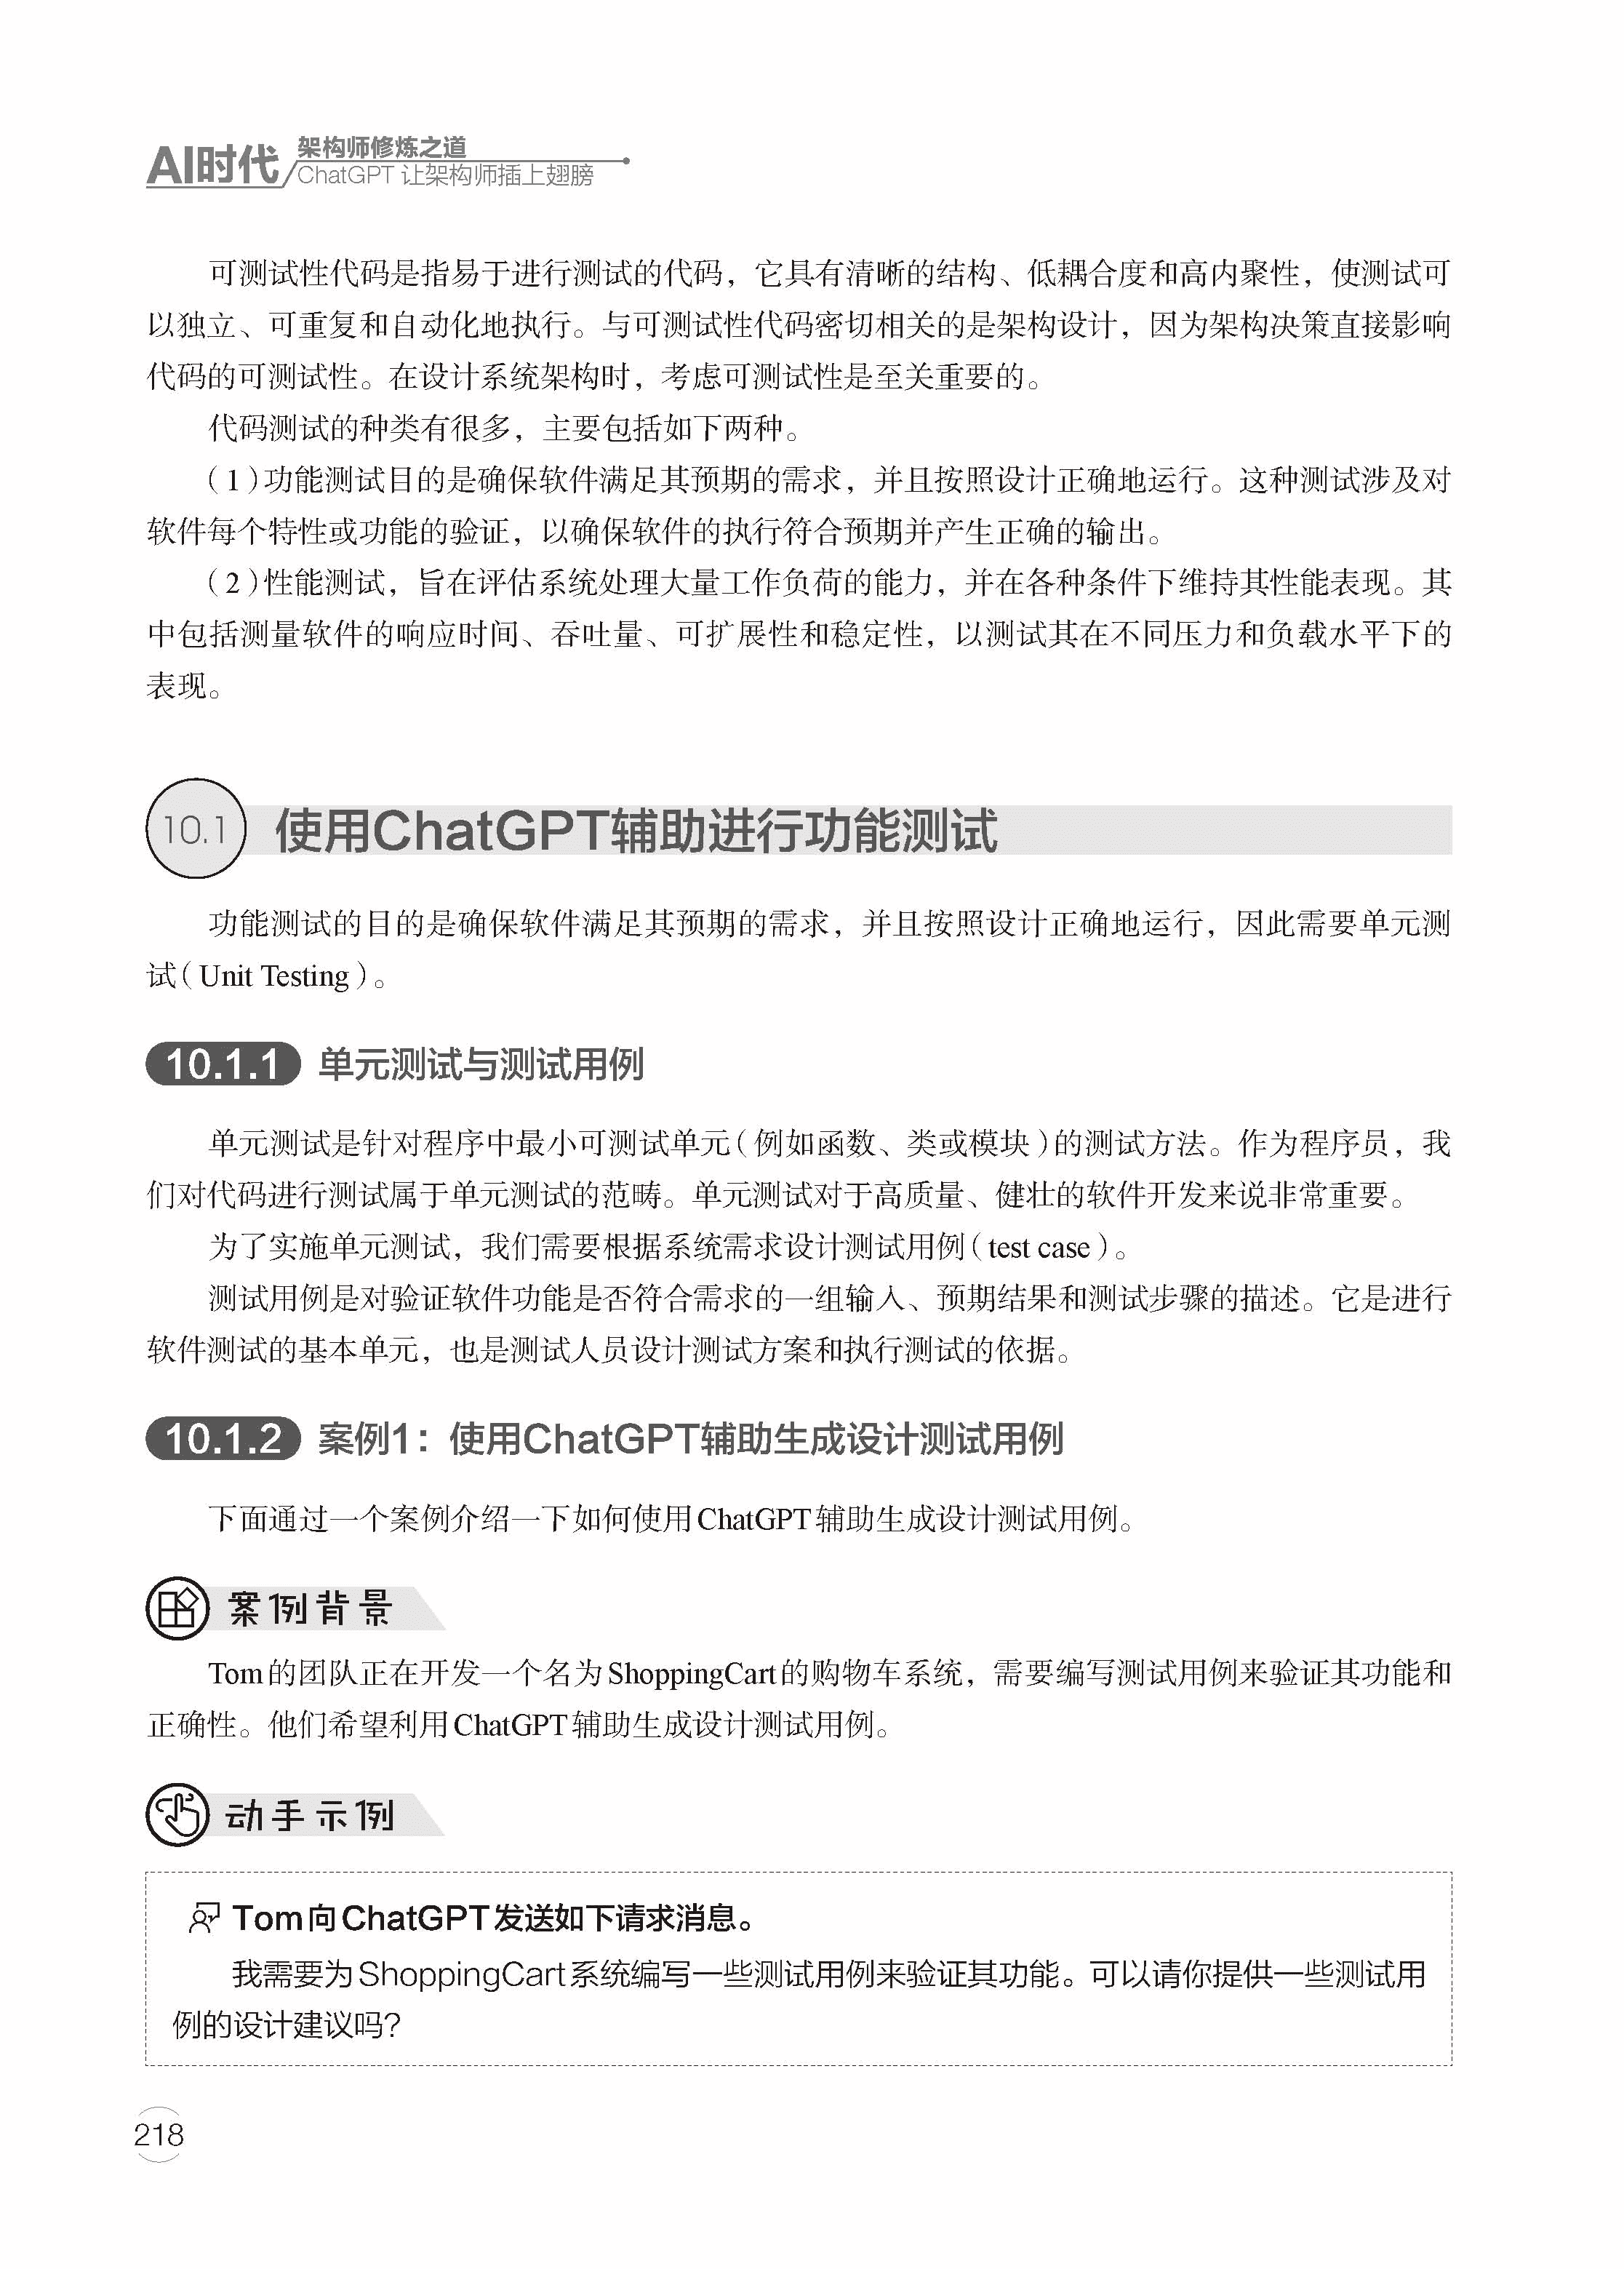 AI时代
架构师修炼之道
ChatGPT 让架构师插上翅膀
可测试性代码是指易于进行测试的代码，它具有清晰的结构、低耦合度和高内聚性，使测试可
以独立、可重复和自动化地执行。与可测试性代码密切相关的是架构设计，因为架构决策直接影响
代码的可测试性。在设计系统架构时，考虑可测试性是至关重要的。
代码测试的种类有很多，主要包括如下两种。
（1）功能测试目的是确保软件满足其预期的需求，并且按照设计正确地运行。这种测试涉及对
软件每个特性或功能的验证，以确保软件的执行符合预期并产生正确的输出。
（2）性能测试，旨在评估系统处理大量工作负荷的能力，并在各种条件下维持其性能表现。其
中包括测量软件的响应时间、吞吐量、可扩展性和稳定性，以测试其在不同压力和负载水平下的
表现。
10.1 使用ChatGPT辅助进行功能测试
功能测试的目的是确保软件满足其预期的需求，并且按照设计正确地运行，因此需要单元测
试（Unit Testing）。
10.1.1 单元测试与测试用例
单元测试是针对程序中最小可测试单元（例如函数、类或模块）的测试方法。作为程序员，我
们对代码进行测试属于单元测试的范畴。单元测试对于高质量、健壮的软件开发来说非常重要。
为了实施单元测试，我们需要根据系统需求设计测试用例（test case）。
测试用例是对验证软件功能是否符合需求的一组输入、预期结果和测试步骤的描述。它是进行
软件测试的基本单元，也是测试人员设计测试方案和执行测试的依据。
10.1.2 案例1：使用ChatGPT辅助生成设计测试用例
下面通过一个案例介绍一下如何使用ChatGPT辅助生成设计测试用例。
案例背景
Tom的团队正在开发一个名为ShoppingCart的购物车系统，需要编写测试用例来验证其功能和
正确性。他们希望利用ChatGPT辅助生成设计测试用例。
动手示例
Tom向ChatGPT发送如下请求消息。
我需要为ShoppingCart系统编写一些测试用例来验证其功能。可以请你提供一些测试用
例的设计建议吗？
218